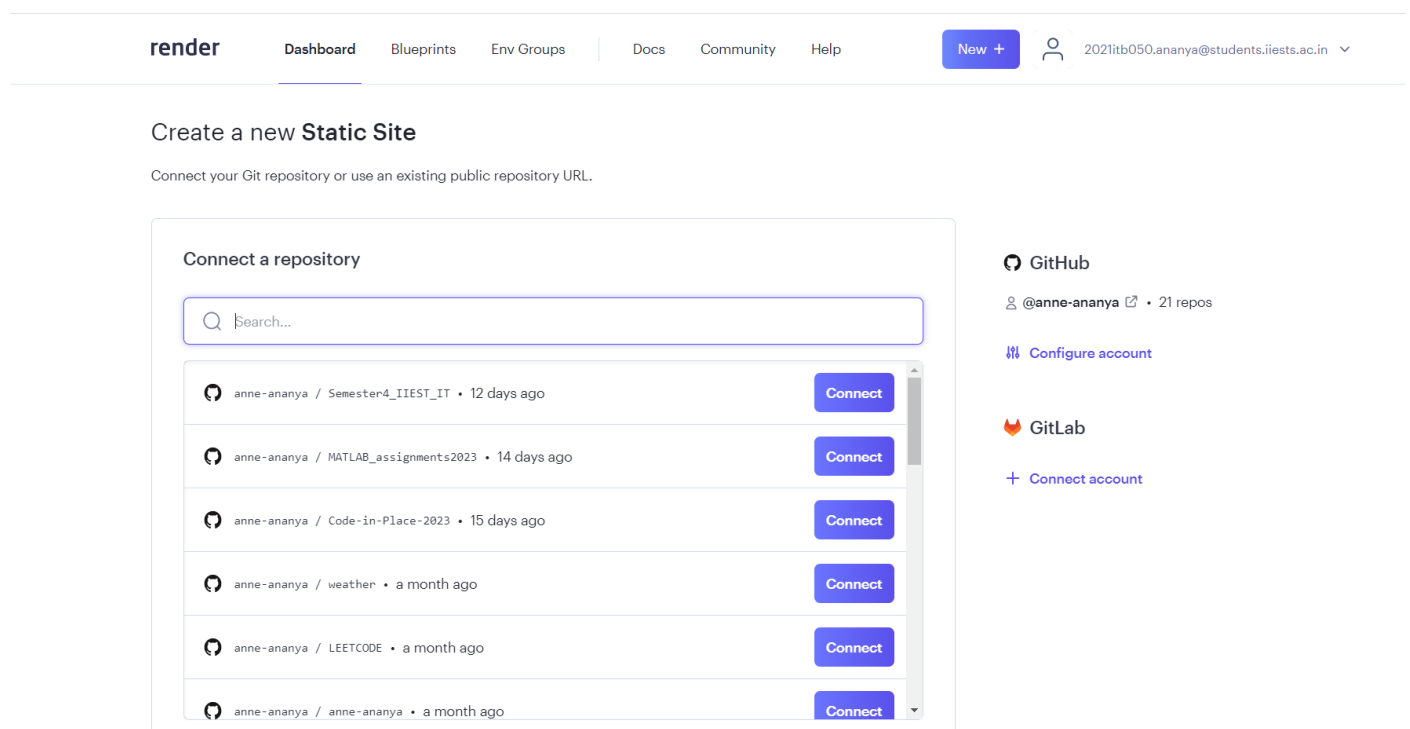 render Dashboard Blueprints Env Groups Docs Community Help New + 2021itb050.ananya@students.iiests.ac.in
Create a new Static Site
Connect your Git repository or use an existing public repository URL.
Connect a repository
Search...
anne-ananya / Semester4_IIEST_IT • 12 days ago Connect
anne-ananya / MATLAB_assignments2023 • 14 days ago Connect
anne-ananya / Code-in-Place-2023 • 15 days ago Connect
anne-ananya / weather • a month ago Connect
anne-ananya / LEETCODE • a month ago Connect
anne-ananya / anne-ananya • a month ago Connect
GitHub
@anne-ananya • 21 repos
Configure account
GitLab
+ Connect account